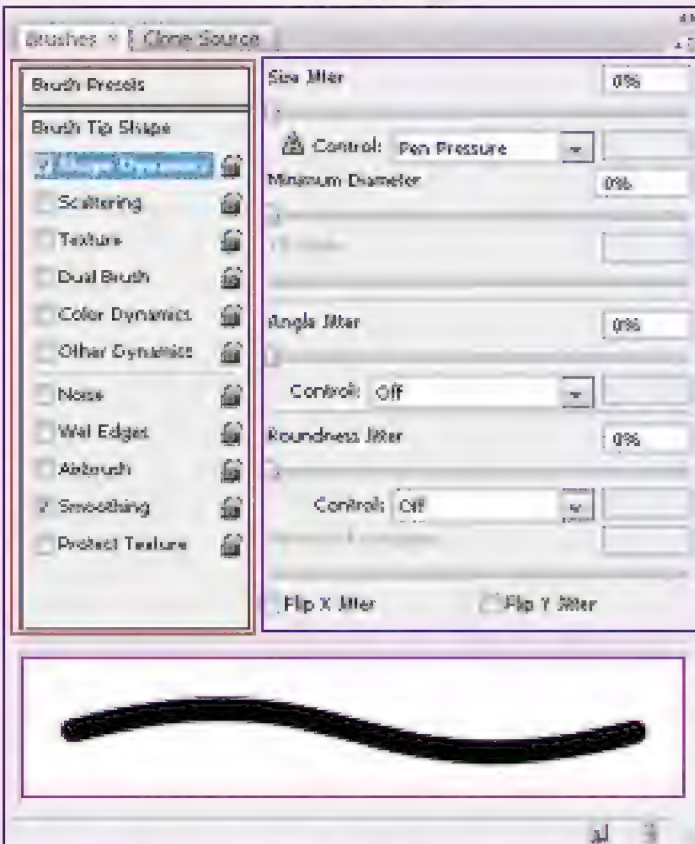 Brushes × Clone Source
Brush Presets
Brush Tip Shape
Shape Dynamics
Scattering
Texture
Dual Brush
Color Dynamics
Other Dynamics
Noise
Wet Edges
Airbrush
Smoothing
Protect Texture
Size Jitter 0%
Control: Pen Pressure
Minimum Diameter 0%
Angle Jitter 0%
Control: Off
Roundness Jitter 0%
Control: Off
Flip X Jitter Flip Y Jitter